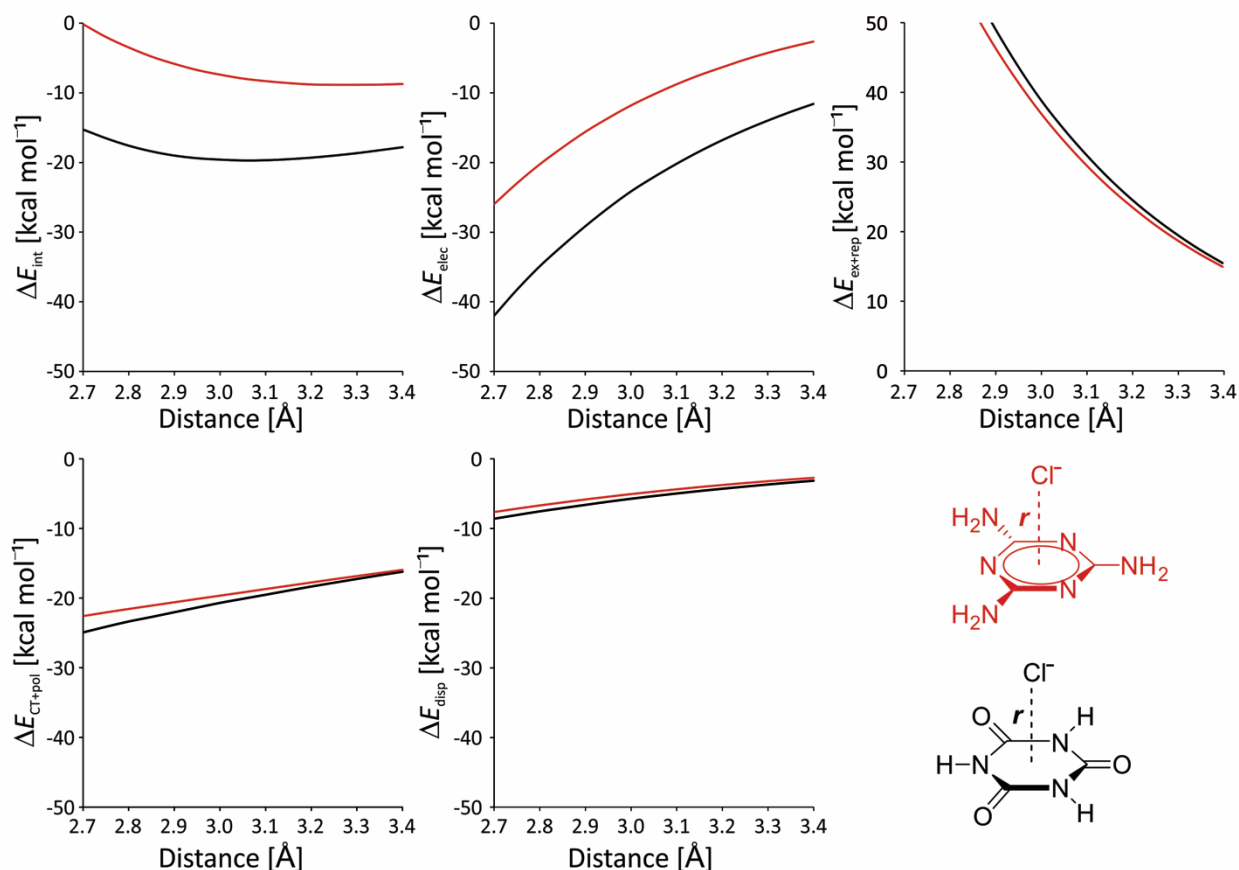 0
-10
-20
-30
-40
-50
ΔE_int [kcal mol⁻¹]
2.7 2.8 2.9 3.0 3.1 3.2 3.3 3.4
Distance [Å]
0
-10
-20
-30
-40
-50
ΔE_elec [kcal mol⁻¹]
2.7 2.8 2.9 3.0 3.1 3.2 3.3 3.4
Distance [Å]
50
40
30
20
10
0
ΔE_ex+rep [kcal mol⁻¹]
2.7 2.8 2.9 3.0 3.1 3.2 3.3 3.4
Distance [Å]
0
-10
-20
-30
-40
-50
ΔE_CT+pol [kcal mol⁻¹]
2.7 2.8 2.9 3.0 3.1 3.2 3.3 3.4
Distance [Å]
0
-10
-20
-30
-40
-50
ΔE_disp [kcal mol⁻¹]
2.7 2.8 2.9 3.0 3.1 3.2 3.3 3.4
Distance [Å]
Cl⁻
H₂N r N
N NH₂
H₂N N
Cl⁻
O r H
N
H N O
N
O H